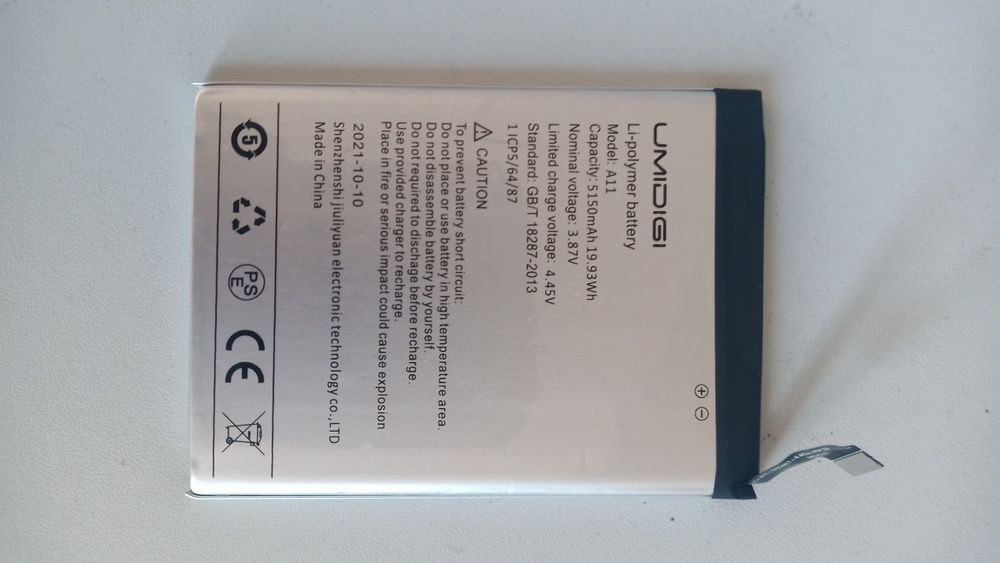 UMIDIGI
Li-polymer battery
Model: A11
Capacity: 5150mAh 19.93Wh
Nominal voltage: 3.87V
Limited charge voltage: 4.45V
Standard: GB/T 18287-2013
1 ICP5/64/87
CAUTION
To prevent battery short circuit:
Do not place or use battery in high temperature area.
Do not disassemble battery by yourself.
Do not required to discharge before recharge.
Use provided charger to recharge.
Place in fire or serious impact could cause explosion
2021-10-10
Shenzhenshi jiuliyuan electronic technology co.,LTD
Made in China
5
PS
E
CE